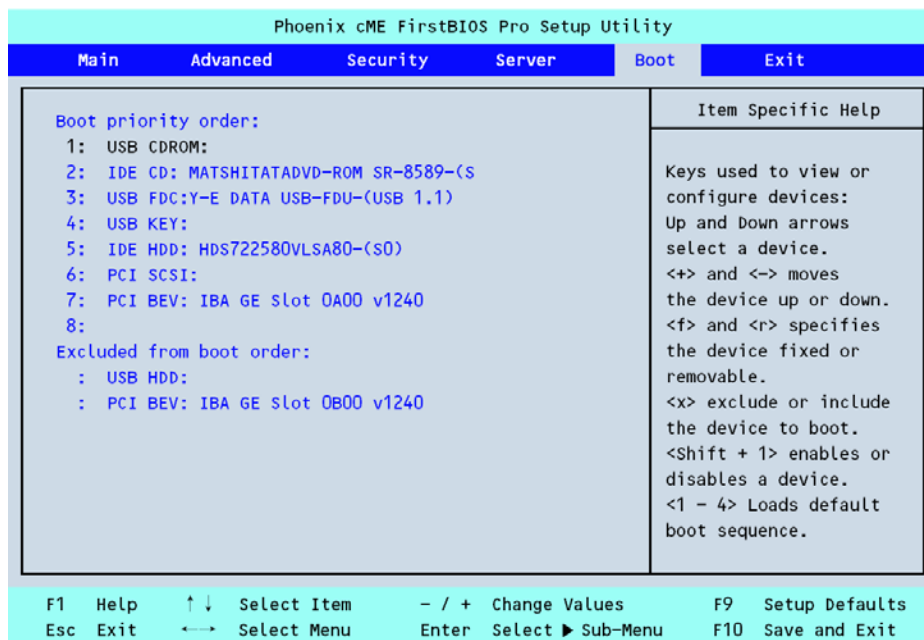 Phoenix cME FirstBIOS Pro Setup Utility
Main Advanced Security Server Boot Exit
Boot priority order:
1: USB CDROM:
2: IDE CD: MATSHITATADVD-ROM SR-8589-(S
3: USB FDC:Y-E DATA USB-FDU-(USB 1.1)
4: USB KEY:
5: IDE HDD: HDS722580VLSA80-(S0)
6: PCI SCSI:
7: PCI BEV: IBA GE Slot 0A00 v1240
8:
Excluded from boot order:
: USB HDD:
: PCI BEV: IBA GE Slot 0B00 v1240
Item Specific Help
Keys used to view or
configure devices:
Up and Down arrows
select a device.
<+> and <-> moves
the device up or down.
<f> and <r> specifies
the device fixed or
removable.
<x> exclude or include
the device to boot.
<Shift + 1> enables or
disables a device.
<1 - 4> Loads default
boot sequence.
F1 Help ↑↓ Select Item - / + Change Values F9 Setup Defaults
Esc Exit ←→ Select Menu Enter Select ▶ Sub-Menu F10 Save and Exit